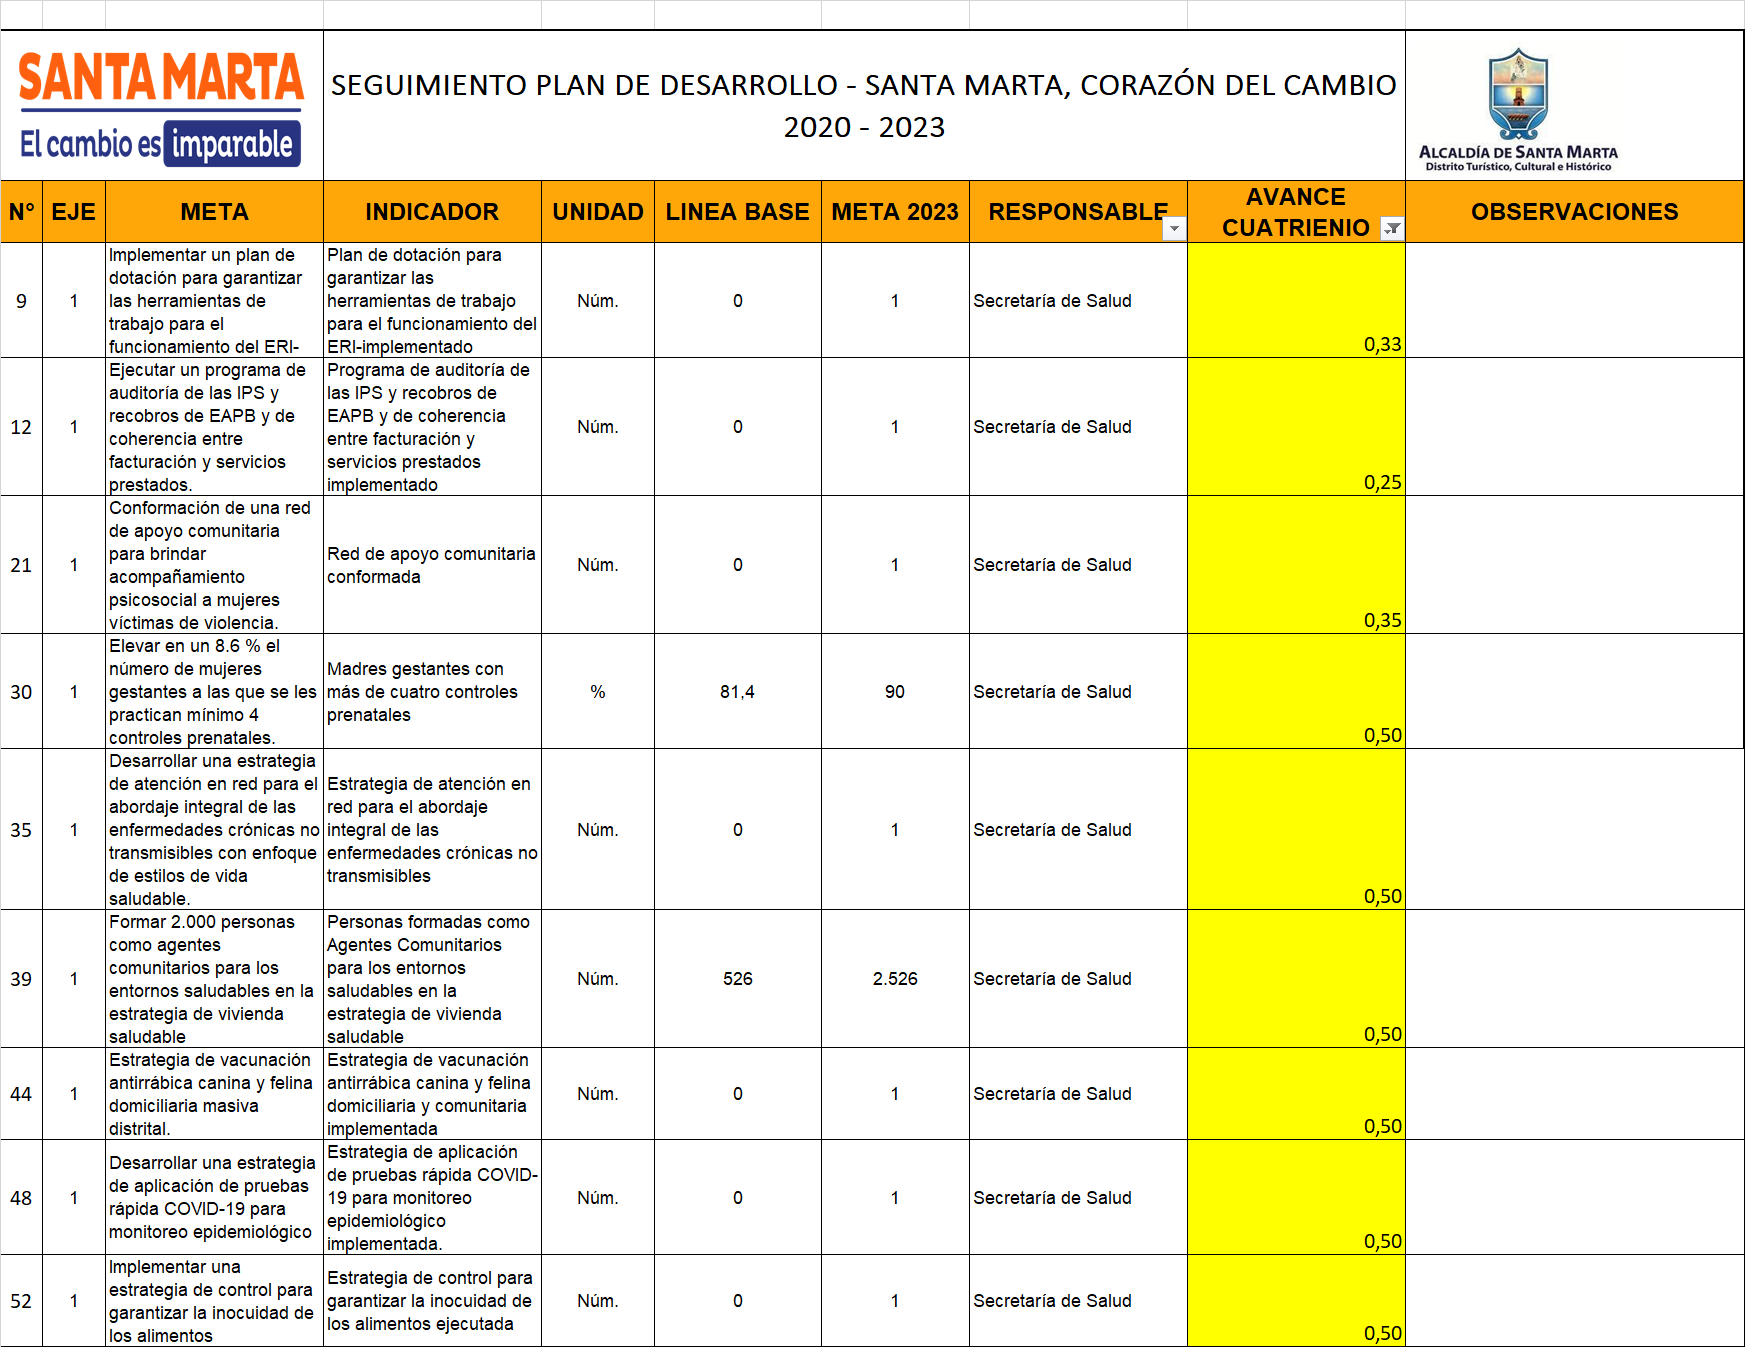 SANTA MARTA
El cambio es imparable
SEGUIMIENTO PLAN DE DESARROLLO - SANTA MARTA, CORAZÓN DEL CAMBIO
2020 - 2023
ALCALDÍA DE SANTA MARTA
Distrito Turístico, Cultural e Histórico
N° EJE META INDICADOR UNIDAD LINEA BASE META 2023 RESPONSABLE AVANCE CUATRIENIO OBSERVACIONES
9
1
Implementar un plan de
dotación para garantizar
las herramientas de
trabajo para el
funcionamiento del ERI-
Plan de dotación para
garantizar las
herramientas de trabajo
para el funcionamiento del
ERI-implementado
Núm.
0
1
Secretaría de Salud
0,33
12
1
Ejecutar un programa de
auditoría de las IPS y
recobros de EAPB y de
coherencia entre
facturación y servicios
prestados.
Programa de auditoría de
las IPS y recobros de
EAPB y de coherencia
entre facturación y
servicios prestados
implementado
Núm.
0
1
Secretaría de Salud
0,25
21
1
Conformación de una red
de apoyo comunitaria
para brindar
acompañamiento
psicosocial a mujeres
víctimas de violencia.
Red de apoyo comunitaria
conformada
Núm.
0
1
Secretaría de Salud
0,35
30
1
Elevar en un 8.6 % el
número de mujeres
gestantes a las que se les
practican mínimo 4
controles prenatales.
Madres gestantes con
más de cuatro controles
prenatales
%
81,4
90
Secretaría de Salud
0,50
35
1
Desarrollar una estrategia
de atención en red para el
abordaje integral de las
enfermedades crónicas no
transmisibles con enfoque
de estilos de vida
saludable.
Estrategia de atención en
red para el abordaje
integral de las
enfermedades crónicas no
transmisibles
Núm.
0
1
Secretaría de Salud
0,50
39
1
Formar 2.000 personas
como agentes
comunitarios para los
entornos saludables en la
estrategia de vivienda
saludable
Personas formadas como
Agentes Comunitarios
para los entornos
saludables en la
estrategia de vivienda
saludable
Núm.
526
2.526
Secretaría de Salud
0,50
44
1
Estrategia de vacunación
antirrábica canina y felina
domiciliaria masiva
distrital.
Estrategia de vacunación
antirrábica canina y felina
domiciliaria y comunitaria
implementada
Núm.
0
1
Secretaría de Salud
0,50
48
1
Desarrollar una estrategia
de aplicación de pruebas
rápida COVID-19 para
monitoreo epidemiológico
Estrategia de aplicación
de pruebas rápida COVID-
19 para monitoreo
epidemiológico
implementada.
Núm.
0
1
Secretaría de Salud
0,50
52
1
Implementar una
estrategia de control para
garantizar la inocuidad de
los alimentos
Estrategia de control para
garantizar la inocuidad de
los alimentos ejecutada
Núm.
0
1
Secretaría de Salud
0,50